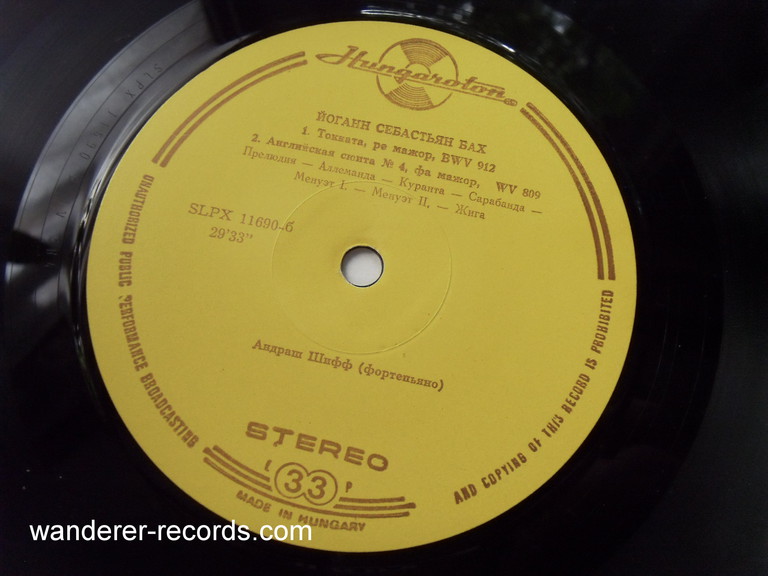 Hungaroton
ЙОГАНН СЕБАСТЬЯН БАХ
1. Токката, ре мажор, BWV 912
2. Английская сюита № 4, фа мажор, WV 809
Прелюдия — Аллеманда — Куранта — Сарабанда —
Менуэт I. — Менуэт II. — Жига
SLPX 11690-б
29'33"
Андраш Шифф (фортепьяно)
STEREO
L 33 P
MADE IN HUNGARY
UNAUTHORIZED PUBLIC PERFORMANCE BROADCASTING
AND COPYING OF THIS RECORD IS PROHIBITED
wanderer-records.com